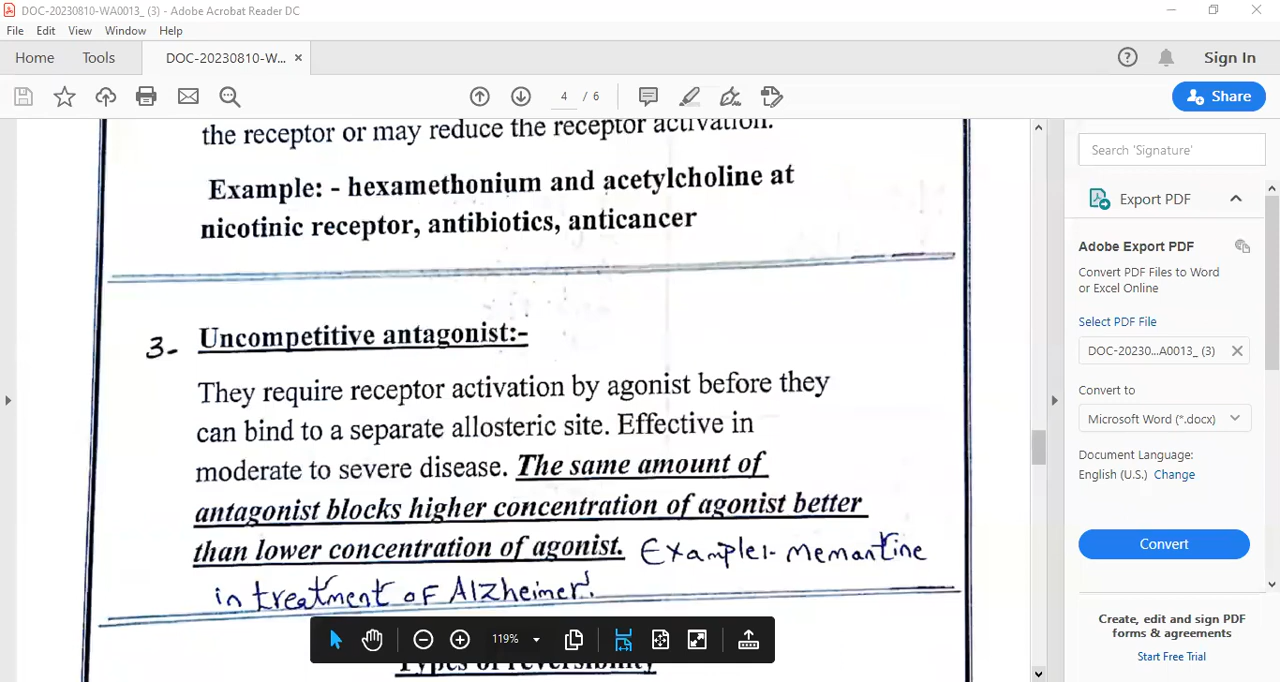 DOC-20230810-WA0013_ (3) - Adobe Acrobat Reader DC
File Edit View Window Help
Home Tools DOC-20230810-W... × Sign In
4 / 6 Share
the receptor or may reduce the receptor activation.
Example: - hexamethonium and acetylcholine at
nicotinic receptor, antibiotics, anticancer
3- Uncompetitive antagonist:-
They require receptor activation by agonist before they
can bind to a separate allosteric site. Effective in
moderate to severe disease. The same amount of
antagonist blocks higher concentration of agonist better
than lower concentration of agonist. Example:- memantine
in treatment of Alzheimer.
119%
Types of reversibility
Search 'Signature'
Export PDF
Adobe Export PDF
Convert PDF Files to Word
or Excel Online
Select PDF File
DOC-20230...A0013_ (3)
Convert to
Microsoft Word (*.docx)
Document Language:
English (U.S.) Change
Convert
Create, edit and sign PDF
forms & agreements
Start Free Trial